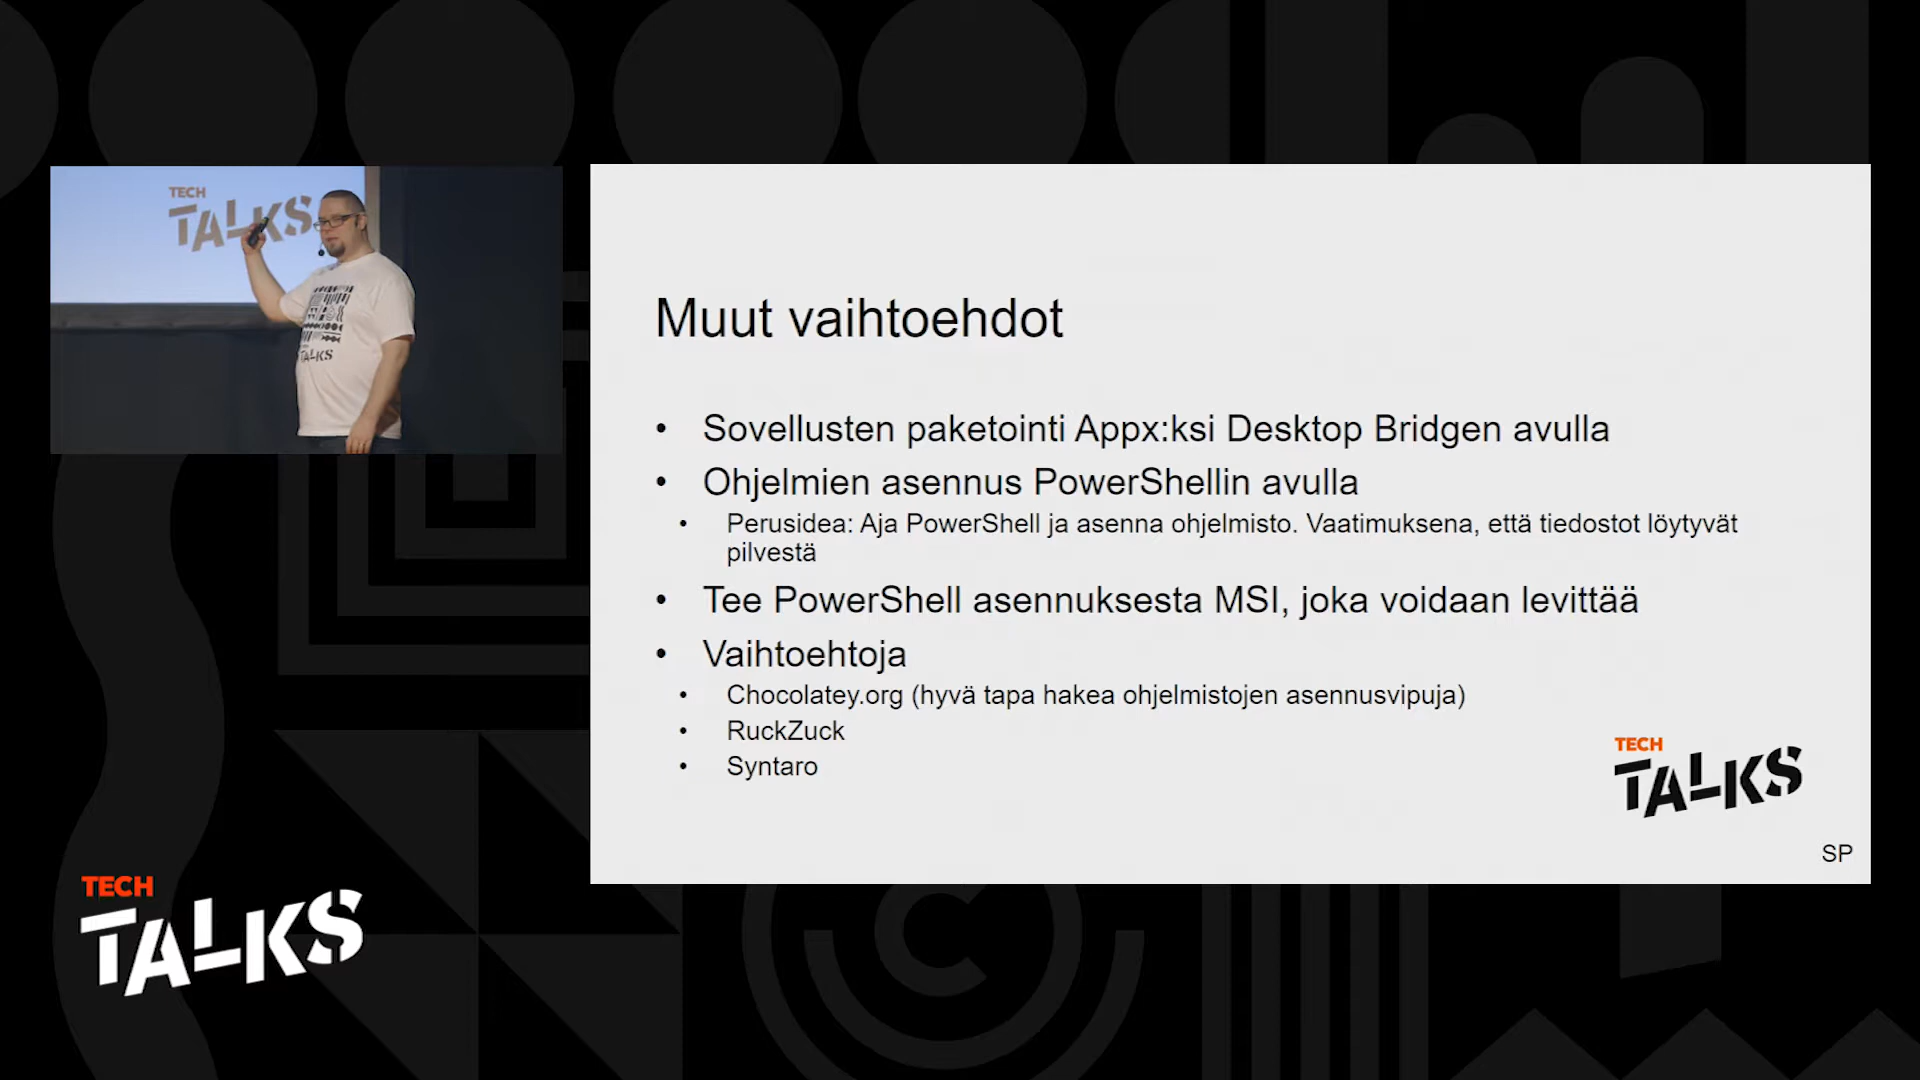 TECH
TALKS
TALKS
Muut vaihtoehdot
• Sovellusten paketointi Appx:ksi Desktop Bridgen avulla
• Ohjelmien asennus PowerShellin avulla
• Perusidea: Aja PowerShell ja asenna ohjelmisto. Vaatimuksena, että tiedostot löytyvät
pilvestä
• Tee PowerShell asennuksesta MSI, joka voidaan levittää
• Vaihtoehtoja
• Chocolatey.org (hyvä tapa hakea ohjelmistojen asennusvipuja)
• RuckZuck
• Syntaro
TECH
TALKS
SP
TECH
TALKS